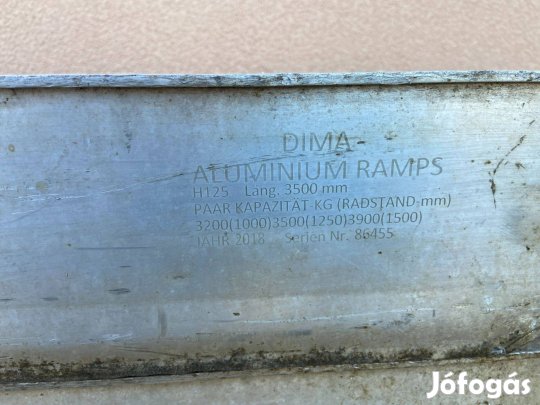 DIMA
ALUMINIUM RAMPS
H125 Läng. 3500 mm
PAAR KAPAZITÄT-KG (RADSTAND-mm)
3200(1000)3500(1250)3900(1500)
JAHR 2018 Serien Nr. 86455
Jófogás